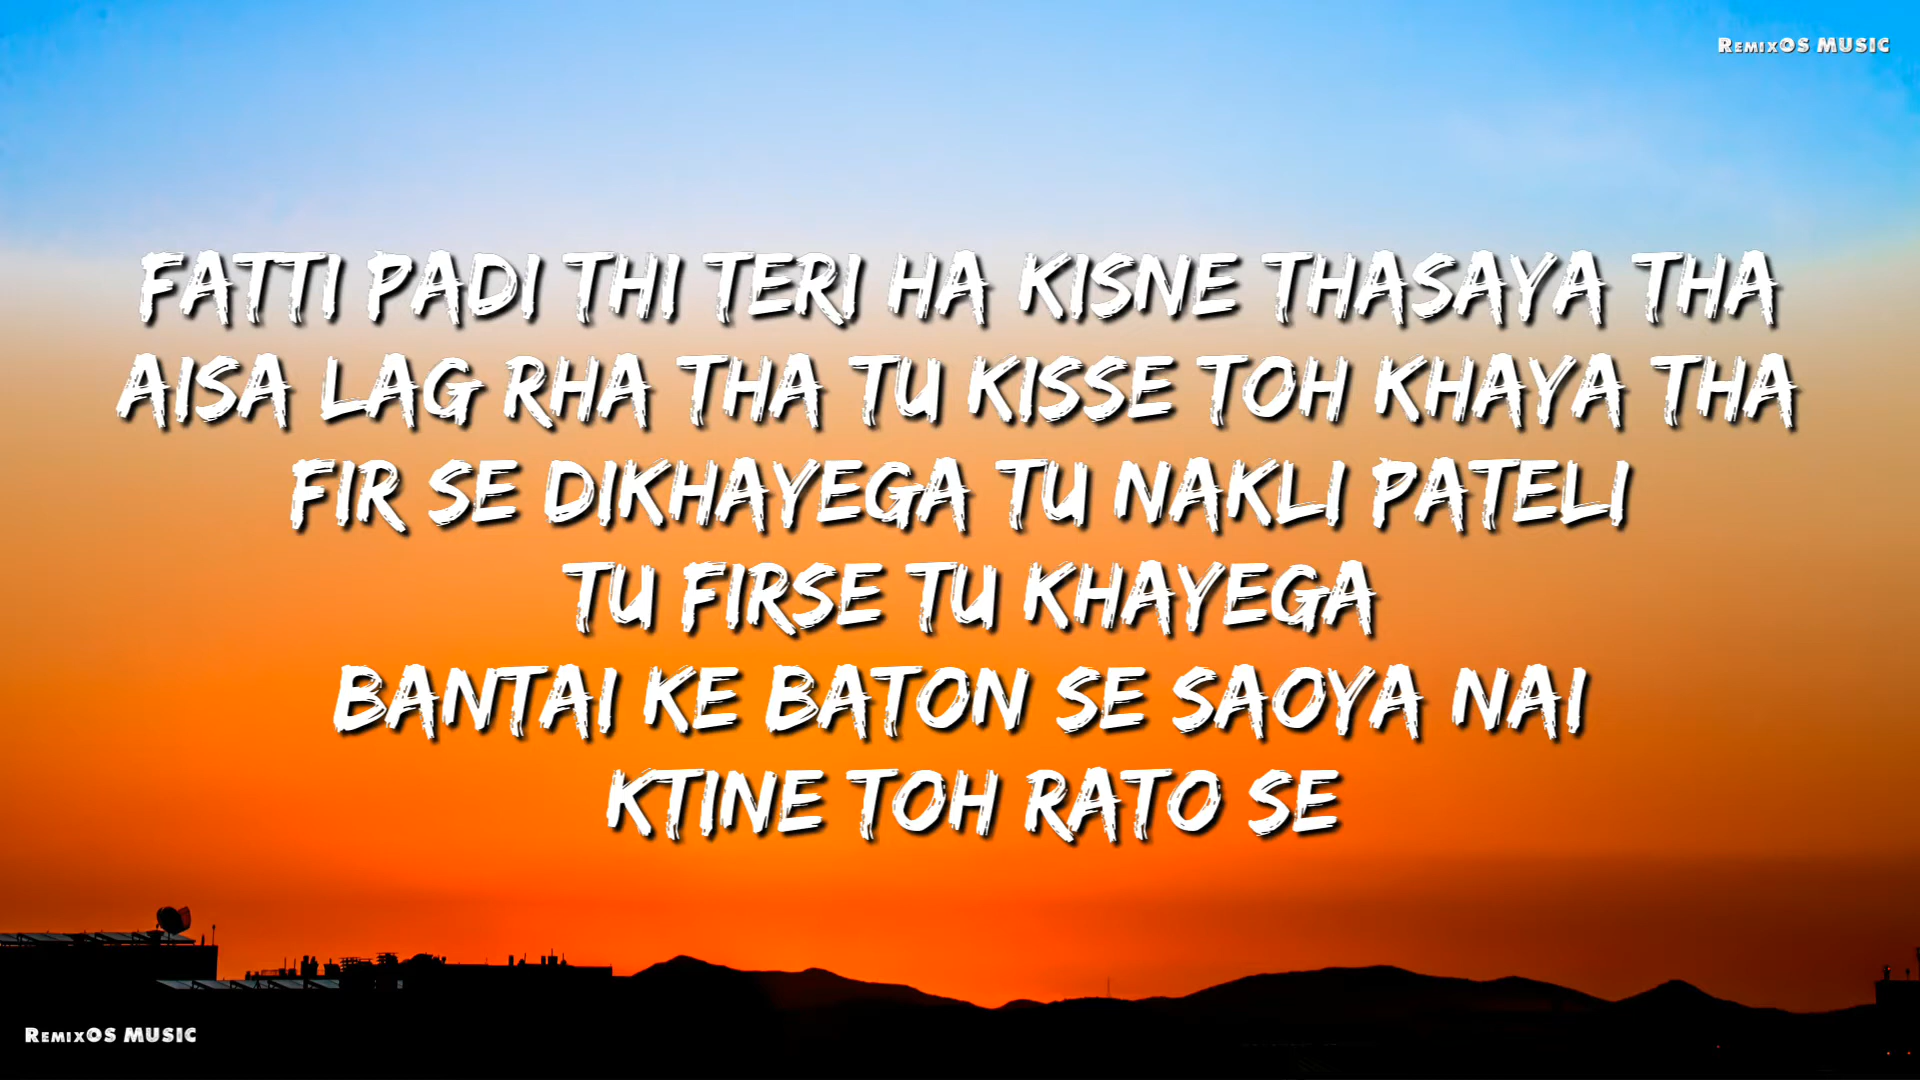 RemixOS MUSIC
FATTI PADI THI TERI HA KISNE THASAYA THA
AISA LAG RHA THA TU KISSE TOH KHAYA THA
FIR SE DIKHAYEGA TU NAKLI PATELI
TU FIRSE TU KHAYEGA
BANTAI KE BATON SE SAOYA NAI
KTINE TOH RATO SE
RemixOS MUSIC